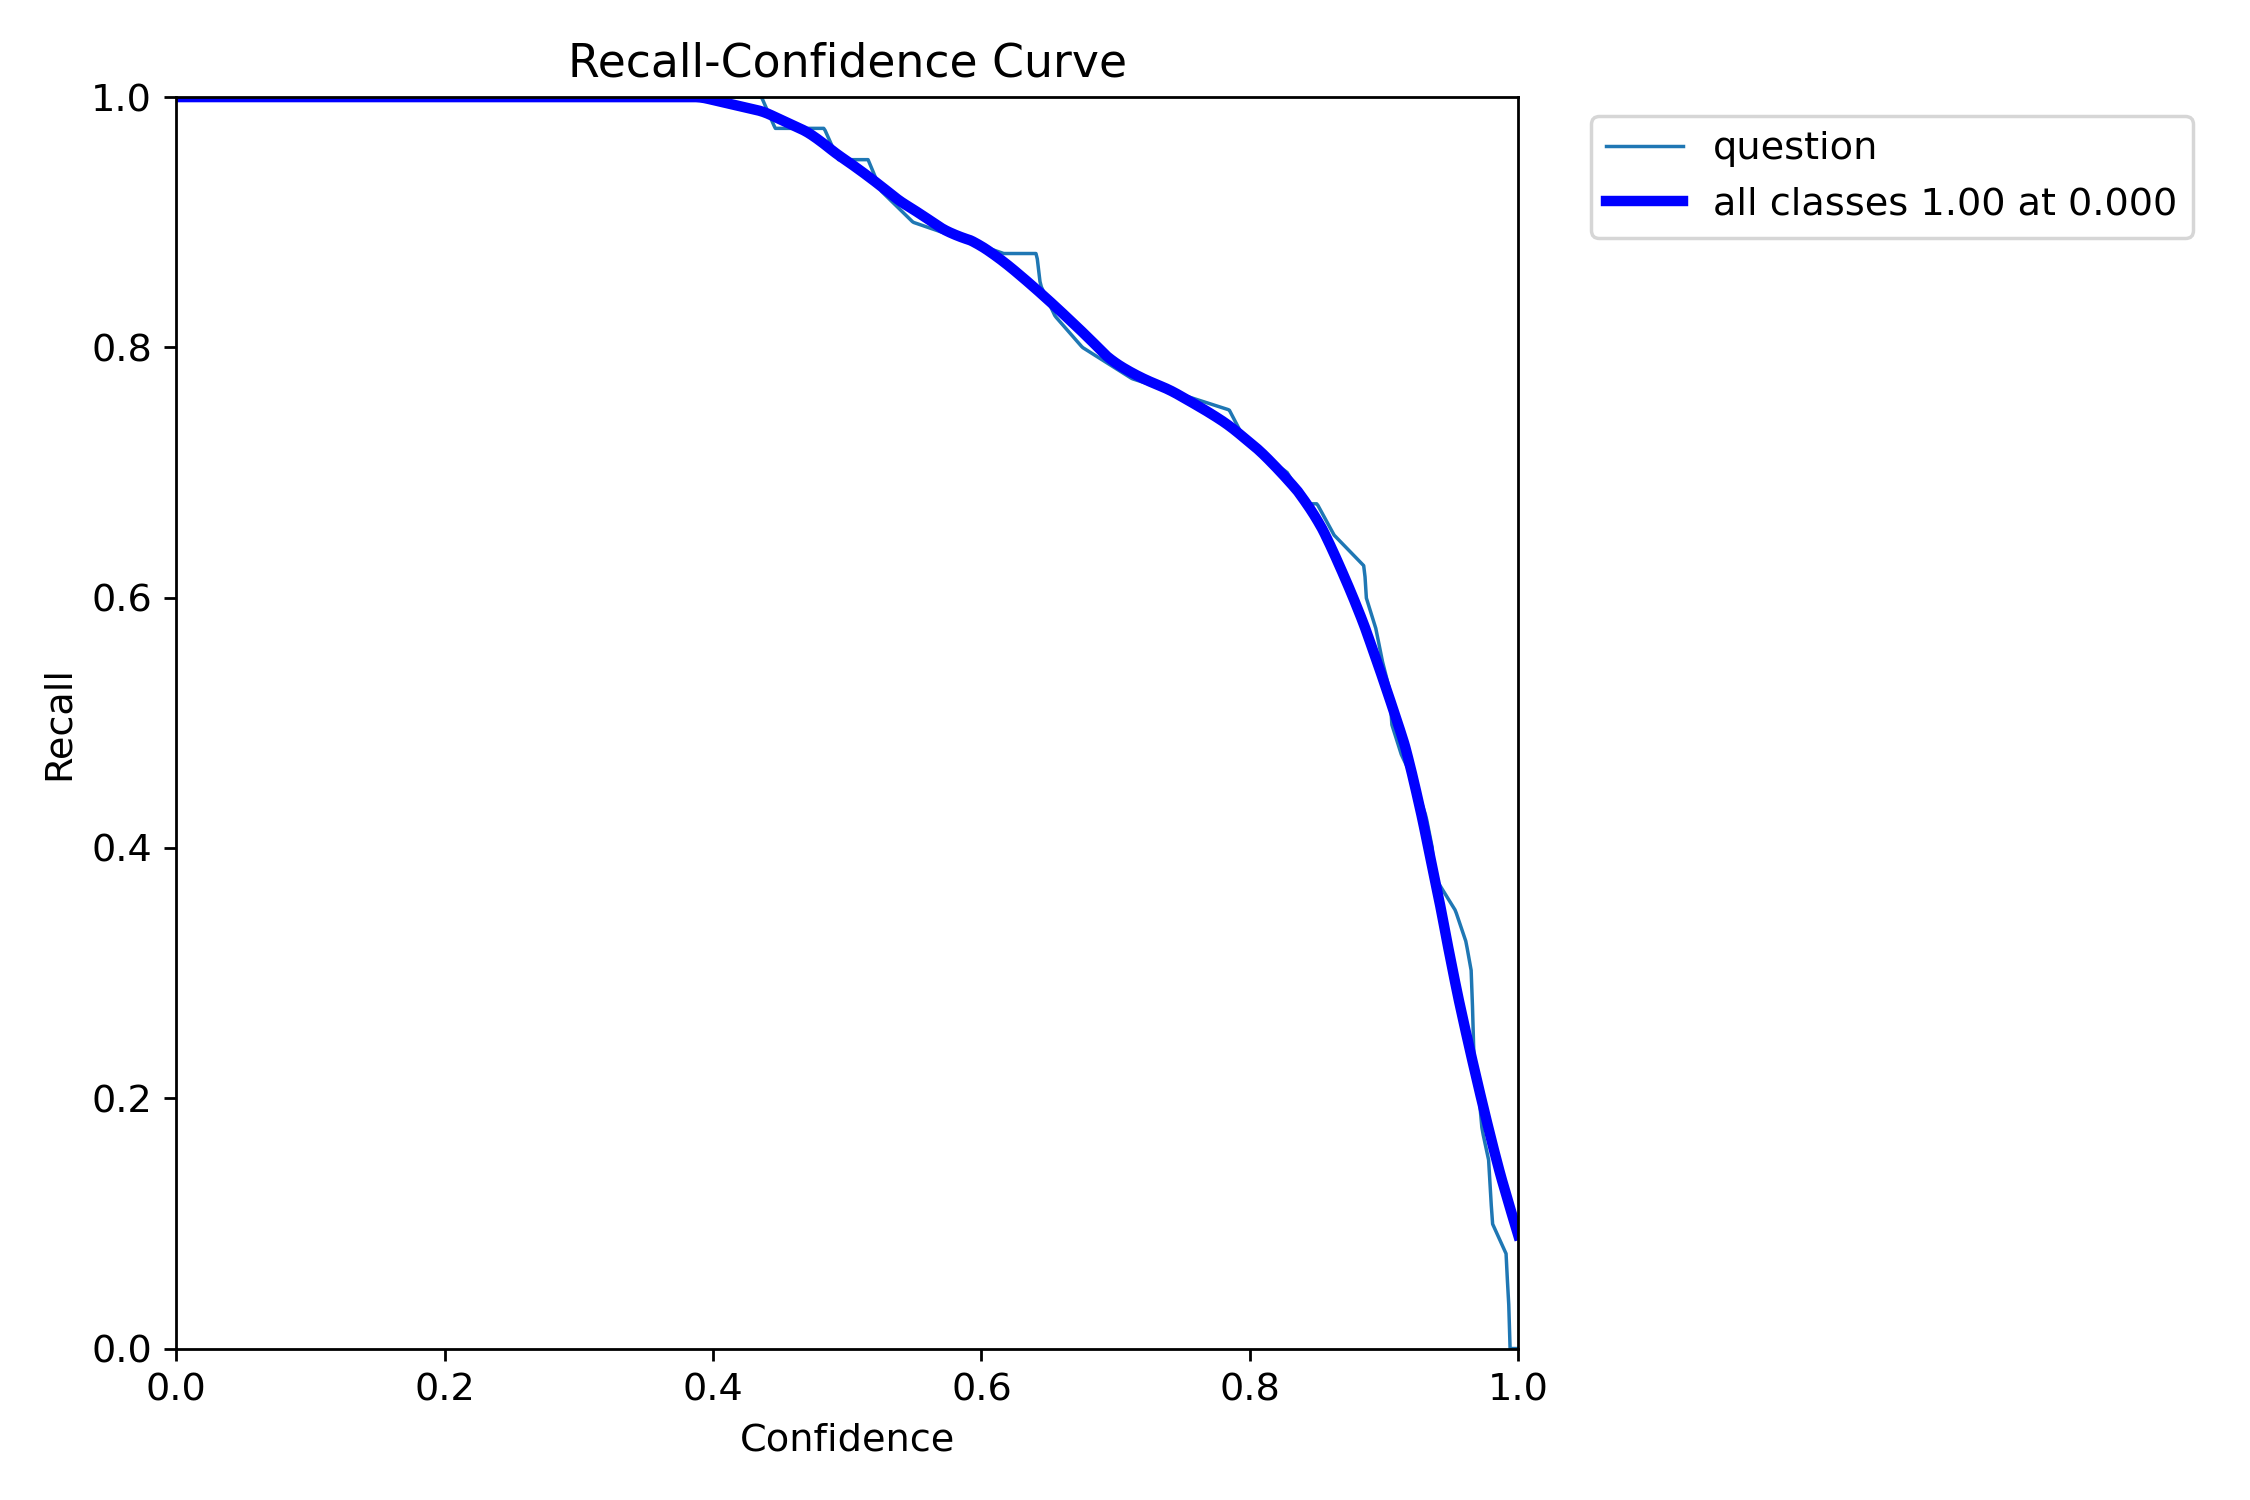 Recall-Confidence Curve
question
all classes 1.00 at 0.000
1.0
0.8
0.6
0.4
0.2
0.0
Recall
0.0 0.2 0.4 0.6 0.8 1.0
Confidence